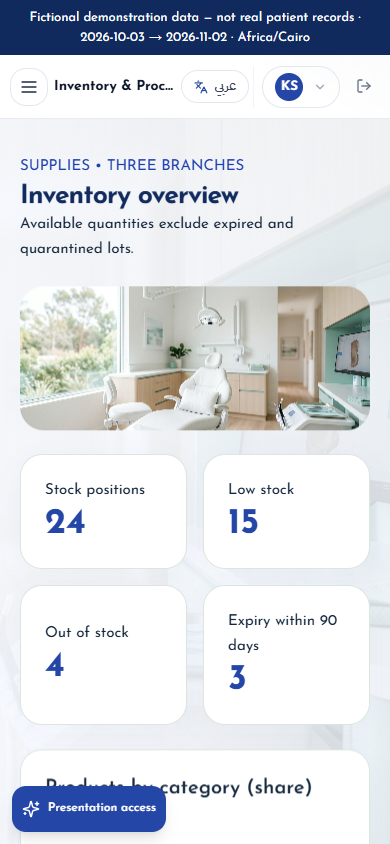 Fictional demonstration data — not real patient records ·
2026-10-03 → 2026-11-02 · Africa/Cairo
Inventory & Proc...
عربي
KS
SUPPLIES • THREE BRANCHES
Inventory overview
Available quantities exclude expired and
quarantined lots.
Stock positions
24
Low stock
15
Out of stock
4
Expiry within 90
days
3
Products by category (share)
Presentation access